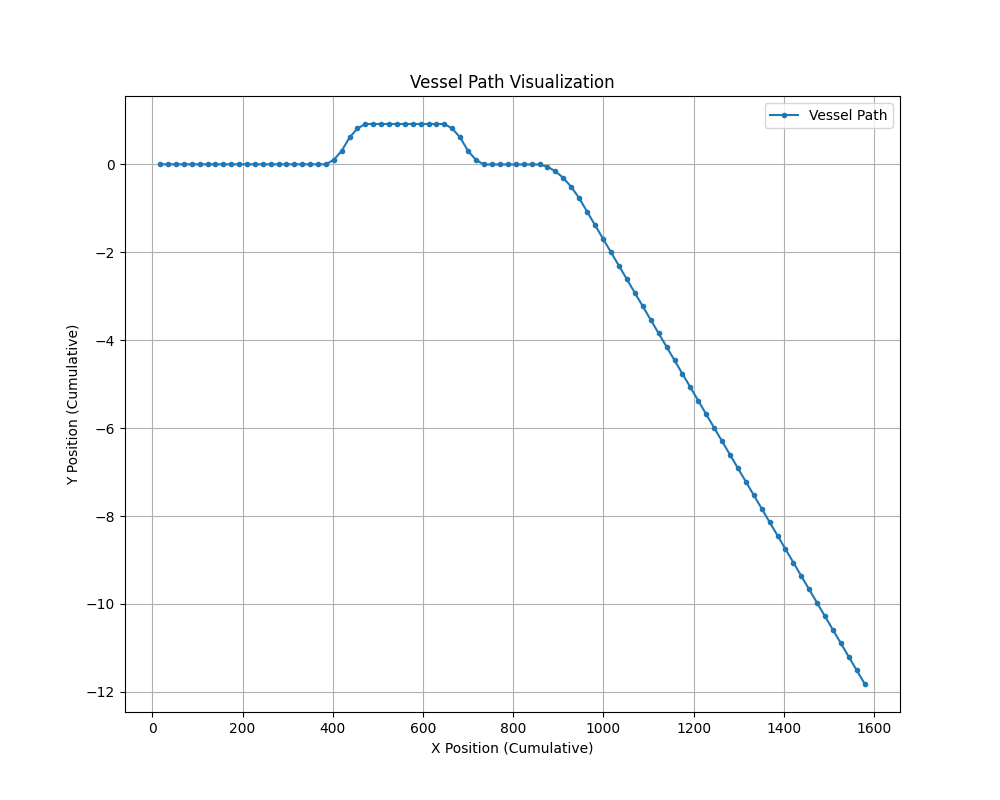 Vessel Path Visualization
Vessel Path
Y Position (Cumulative)
0
−2
−4
−6
−8
−10
−12
0 200 400 600 800 1000 1200 1400 1600
X Position (Cumulative)